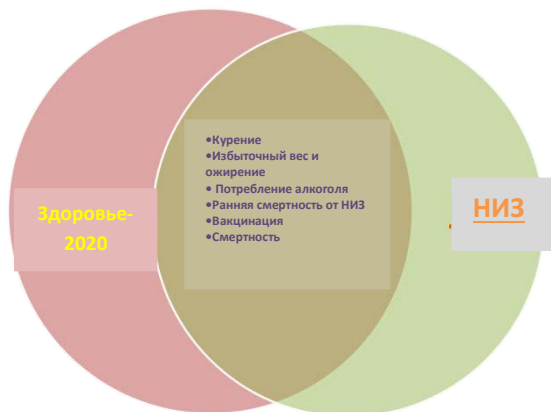 •Курение
•Избыточный вес и
ожирение
• Потребление алкоголя
•Ранняя смертность от НИЗ
•Вакцинация
•Смертность
Здоровье-
2020
НИЗ